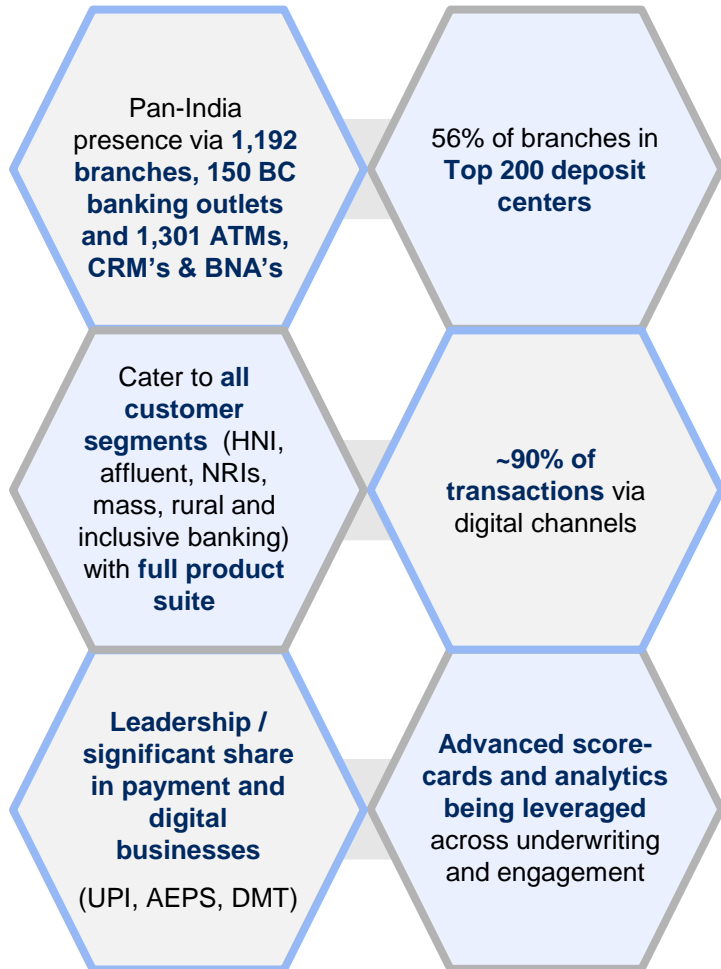 Pan-India
presence via 1,192
branches, 150 BC
banking outlets
and 1,301 ATMs,
CRM's & BNA's
56% of branches in
Top 200 deposit
centers
Cater to all
customer
segments (HNI,
affluent, NRIs,
mass, rural and
inclusive banking)
with full product
suite
~90% of
transactions via
digital channels
Leadership /
significant share
in payment and
digital
businesses
(UPI, AEPS, DMT)
Advanced score-
cards and analytics
being leveraged
across underwriting
and engagement